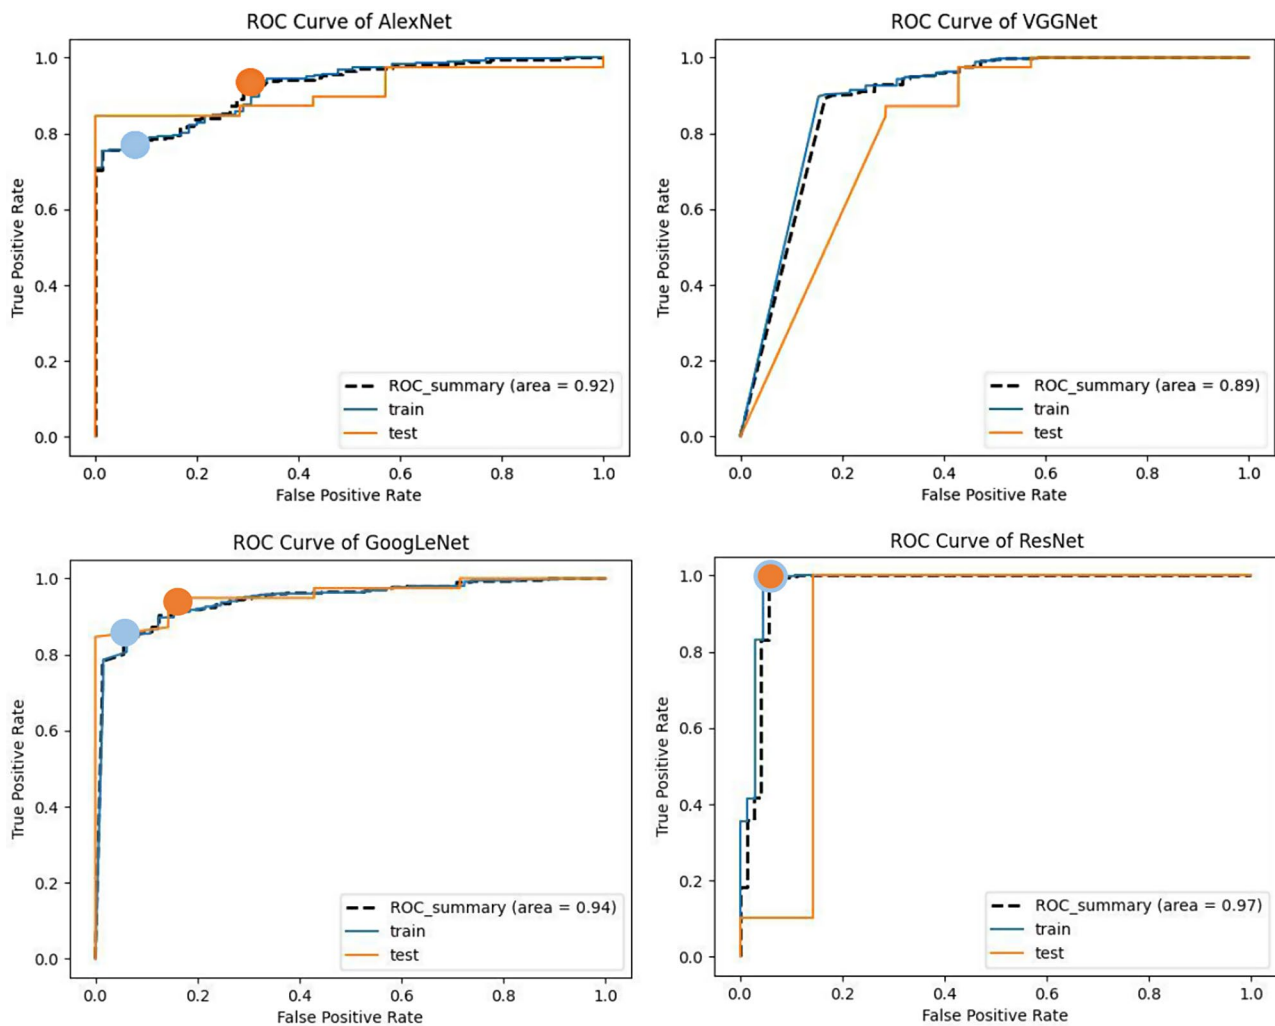 ROC Curve of AlexNet
True Positive Rate
1.0
0.8
0.6
0.4
0.2
0.0
ROC_summary (area = 0.92)
train
test
0.0 0.2 0.4 0.6 0.8 1.0
False Positive Rate
ROC Curve of VGGNet
True Positive Rate
1.0
0.8
0.6
0.4
0.2
0.0
ROC_summary (area = 0.89)
train
test
0.0 0.2 0.4 0.6 0.8 1.0
False Positive Rate
ROC Curve of GoogLeNet
True Positive Rate
1.0
0.8
0.6
0.4
0.2
0.0
ROC_summary (area = 0.94)
train
test
0.0 0.2 0.4 0.6 0.8 1.0
False Positive Rate
ROC Curve of ResNet
True Positive Rate
1.0
0.8
0.6
0.4
0.2
0.0
ROC_summary (area = 0.97)
train
test
0.0 0.2 0.4 0.6 0.8 1.0
False Positive Rate